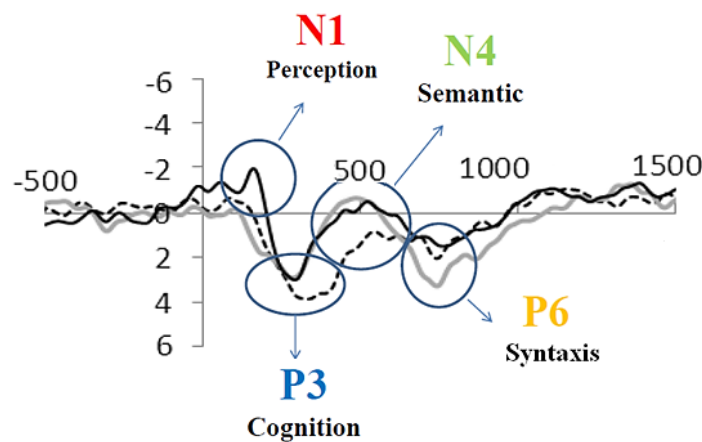 N1
Perception
N4
Semantic
-6
-4
-2
0
2
4
6
-500
500
1000
1500
P6
Syntaxis
P3
Cognition